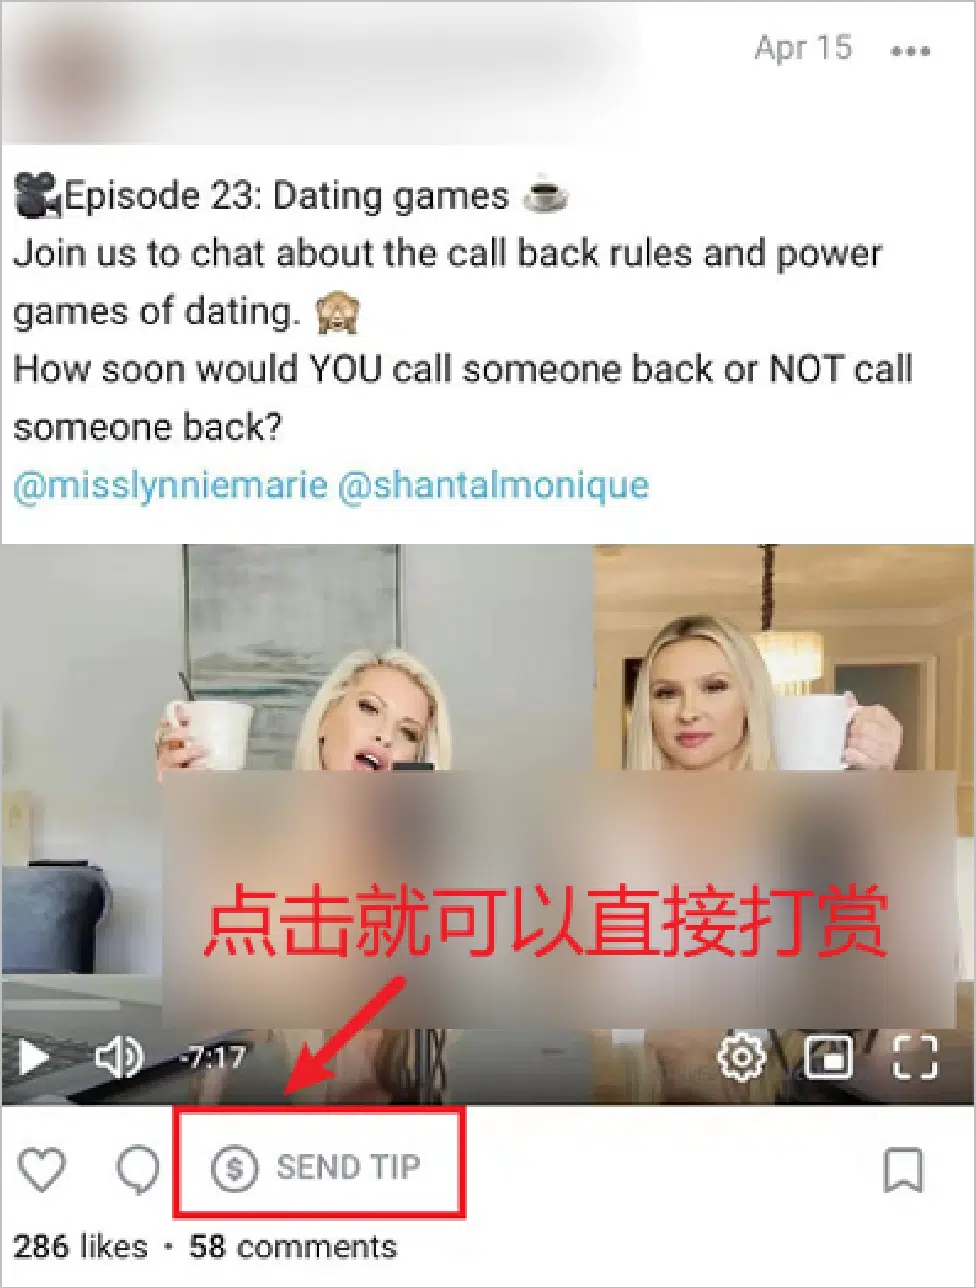 Apr 15
Episode 23: Dating games
Join us to chat about the call back rules and power
games of dating.
How soon would YOU call someone back or NOT call
someone back?
@misslynniemarie @shantalmonique
点击就可以直接打赏
-7:17
SEND TIP
286 likes • 58 comments